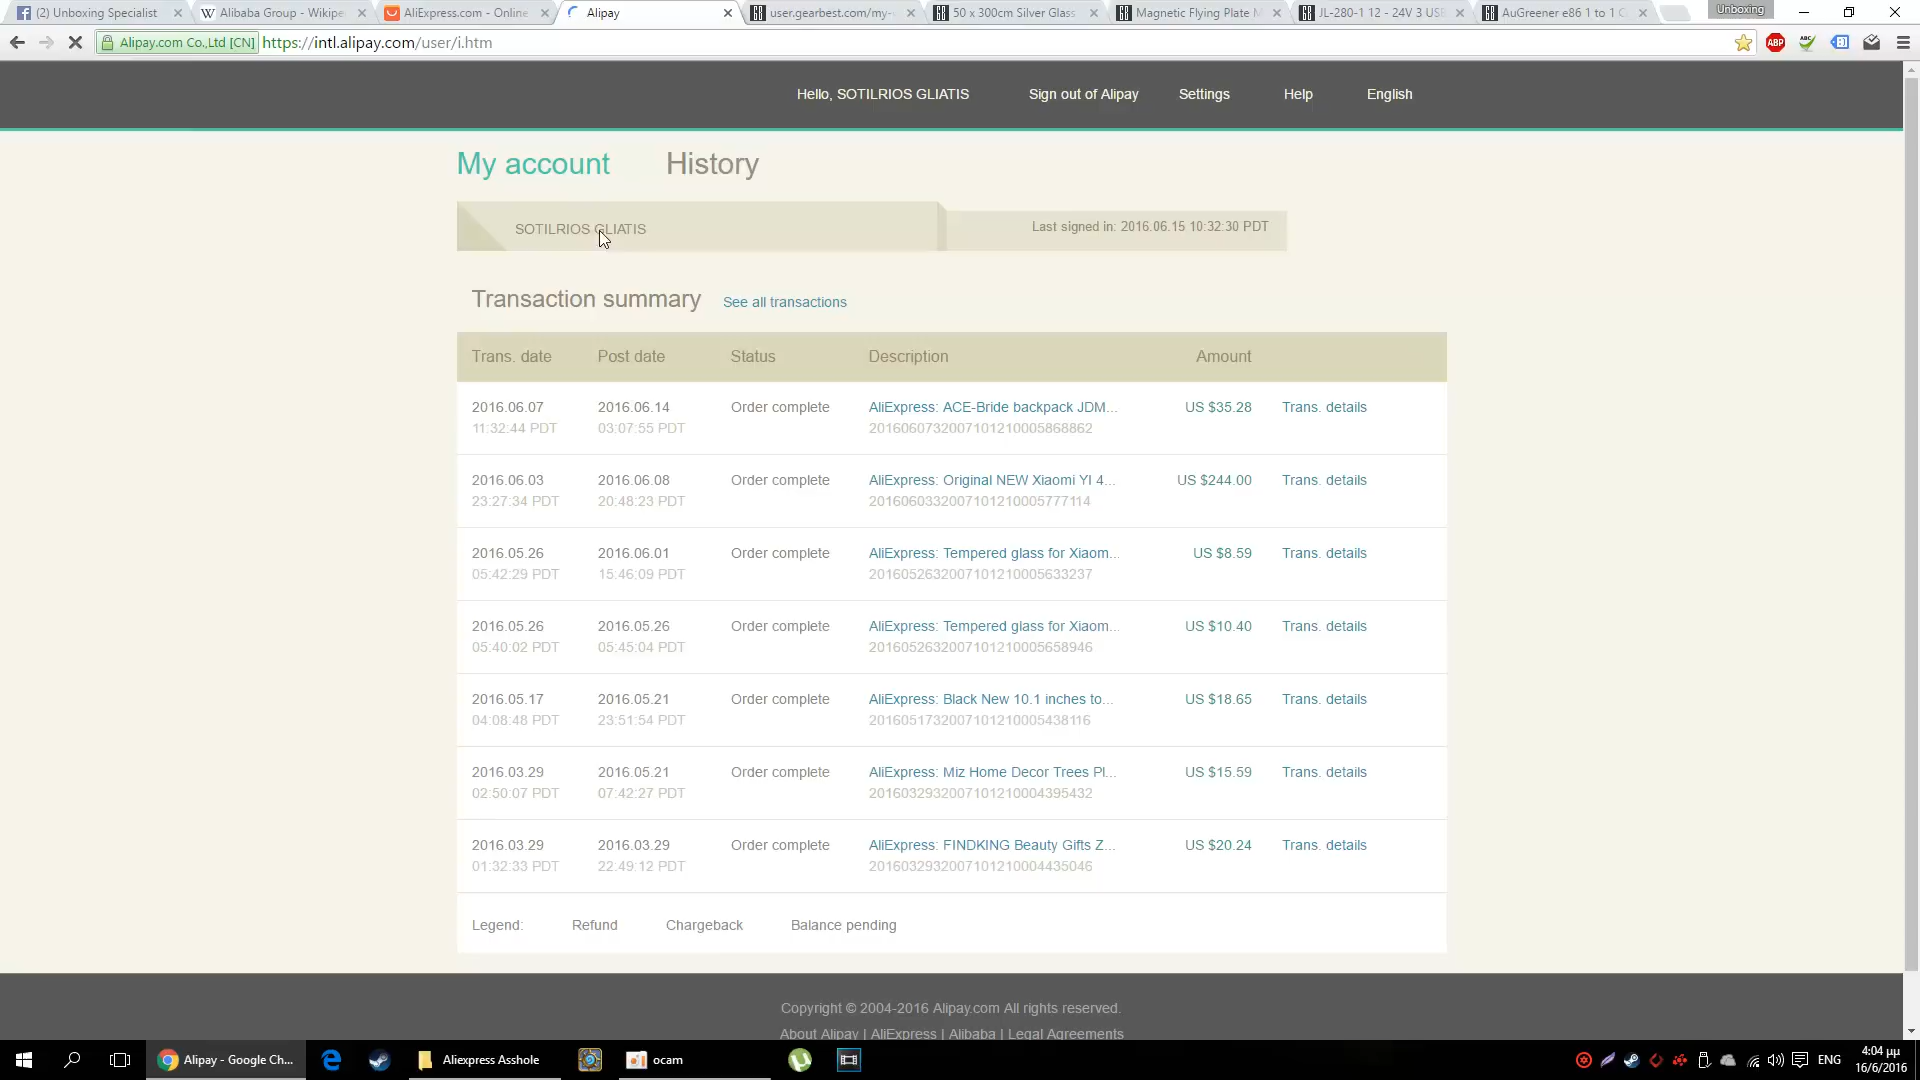 (2) Unboxing Specialist
Alibaba Group - Wikipe
AliExpress.com - Online
Alipay
user.gearbest.com/my-
50 x 300cm Silver Glass
Magnetic Flying Plate M
JL-280-1 12 - 24V 3 USB
AuGreener e86 1 to 1 C
Unboxing
Alipay.com Co.,Ltd [CN] https://intl.alipay.com/user/i.htm
ABP
ABC
Hello, SOTILRIOS GLIATIS Sign out of Alipay Settings Help English
My account History
SOTILRIOS GLIATIS Last signed in: 2016.06.15 10:32:30 PDT
Transaction summary See all transactions
Trans. date Post date Status Description Amount
2016.06.07 2016.06.14 Order complete AliExpress: ACE-Bride backpack JDM... US $35.28 Trans. details
11:32:44 PDT 03:07:55 PDT 2016060732007101210005868862
2016.06.03 2016.06.08 Order complete AliExpress: Original NEW Xiaomi YI 4... US $244.00 Trans. details
23:27:34 PDT 20:48:23 PDT 2016060332007101210005777114
2016.05.26 2016.06.01 Order complete AliExpress: Tempered glass for Xiaom... US $8.59 Trans. details
05:42:29 PDT 15:46:09 PDT 2016052632007101210005633237
2016.05.26 2016.05.26 Order complete AliExpress: Tempered glass for Xiaom... US $10.40 Trans. details
05:40:02 PDT 05:45:04 PDT 2016052632007101210005658946
2016.05.17 2016.05.21 Order complete AliExpress: Black New 10.1 inches to... US $18.65 Trans. details
04:08:48 PDT 23:51:54 PDT 2016051732007101210005438116
2016.03.29 2016.05.21 Order complete AliExpress: Miz Home Decor Trees Pl... US $15.59 Trans. details
02:50:07 PDT 07:42:27 PDT 2016032932007101210004395432
2016.03.29 2016.03.29 Order complete AliExpress: FINDKING Beauty Gifts Z... US $20.24 Trans. details
01:32:33 PDT 22:49:12 PDT 2016032932007101210004435046
Legend: Refund Chargeback Balance pending
Copyright © 2004-2016 Alipay.com All rights reserved.
About Alipay | AliExpress | Alibaba | Legal Agreements
Alipay - Google Ch... Aliexpress Asshole ocam ENG 4:04 μμ
16/6/2016